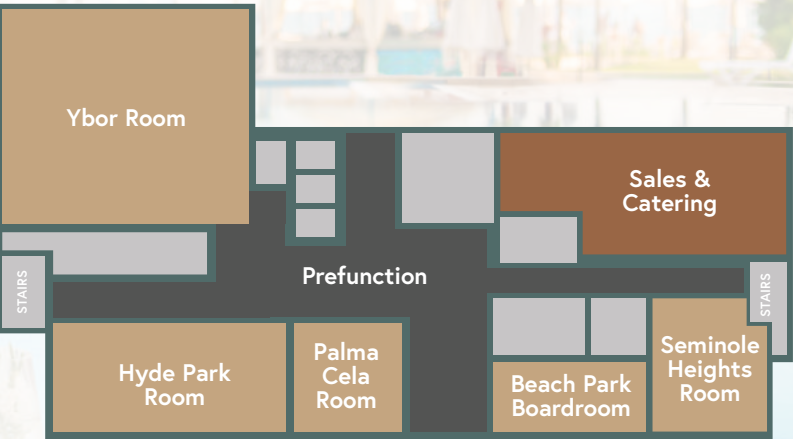 Ybor Room
Sales &
Catering
Prefunction
STAIRS
STAIRS
Hyde Park
Room
Palma
Cela
Room
Beach Park
Boardroom
Seminole
Heights
Room